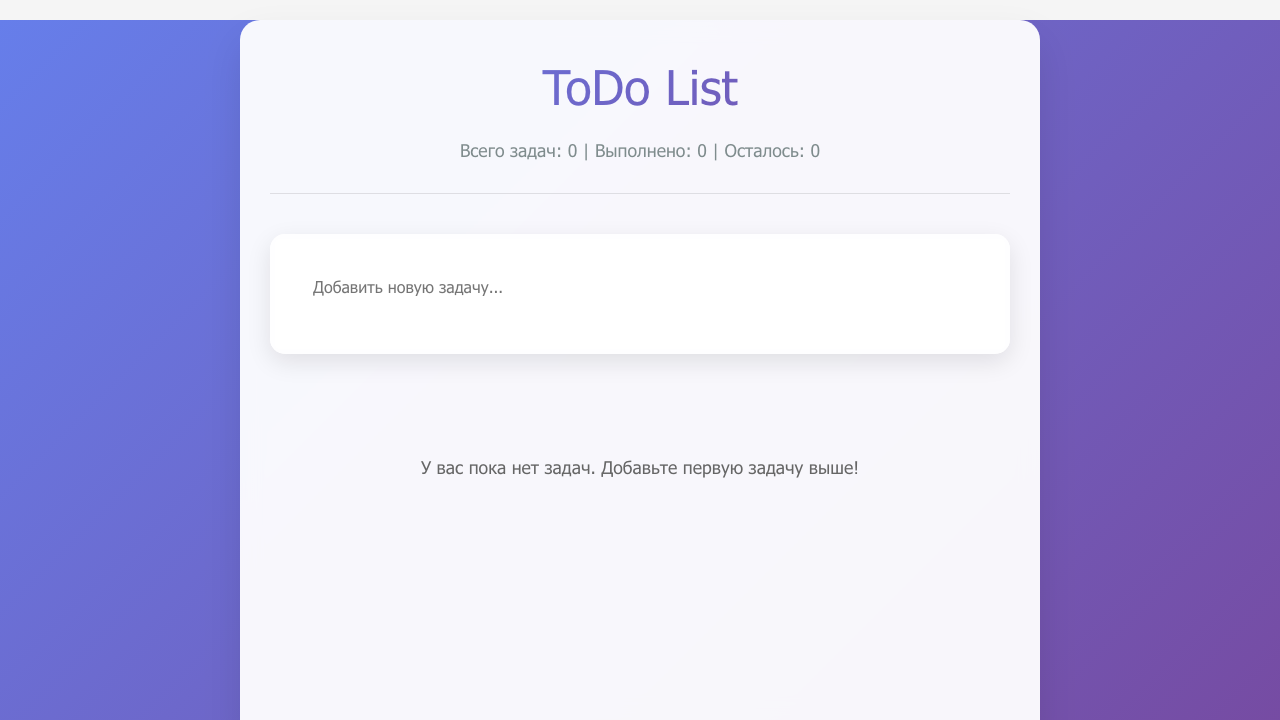 ToDo List
Всего задач: 0 | Выполнено: 0 | Осталось: 0
Добавить новую задачу...
У вас пока нет задач. Добавьте первую задачу выше!